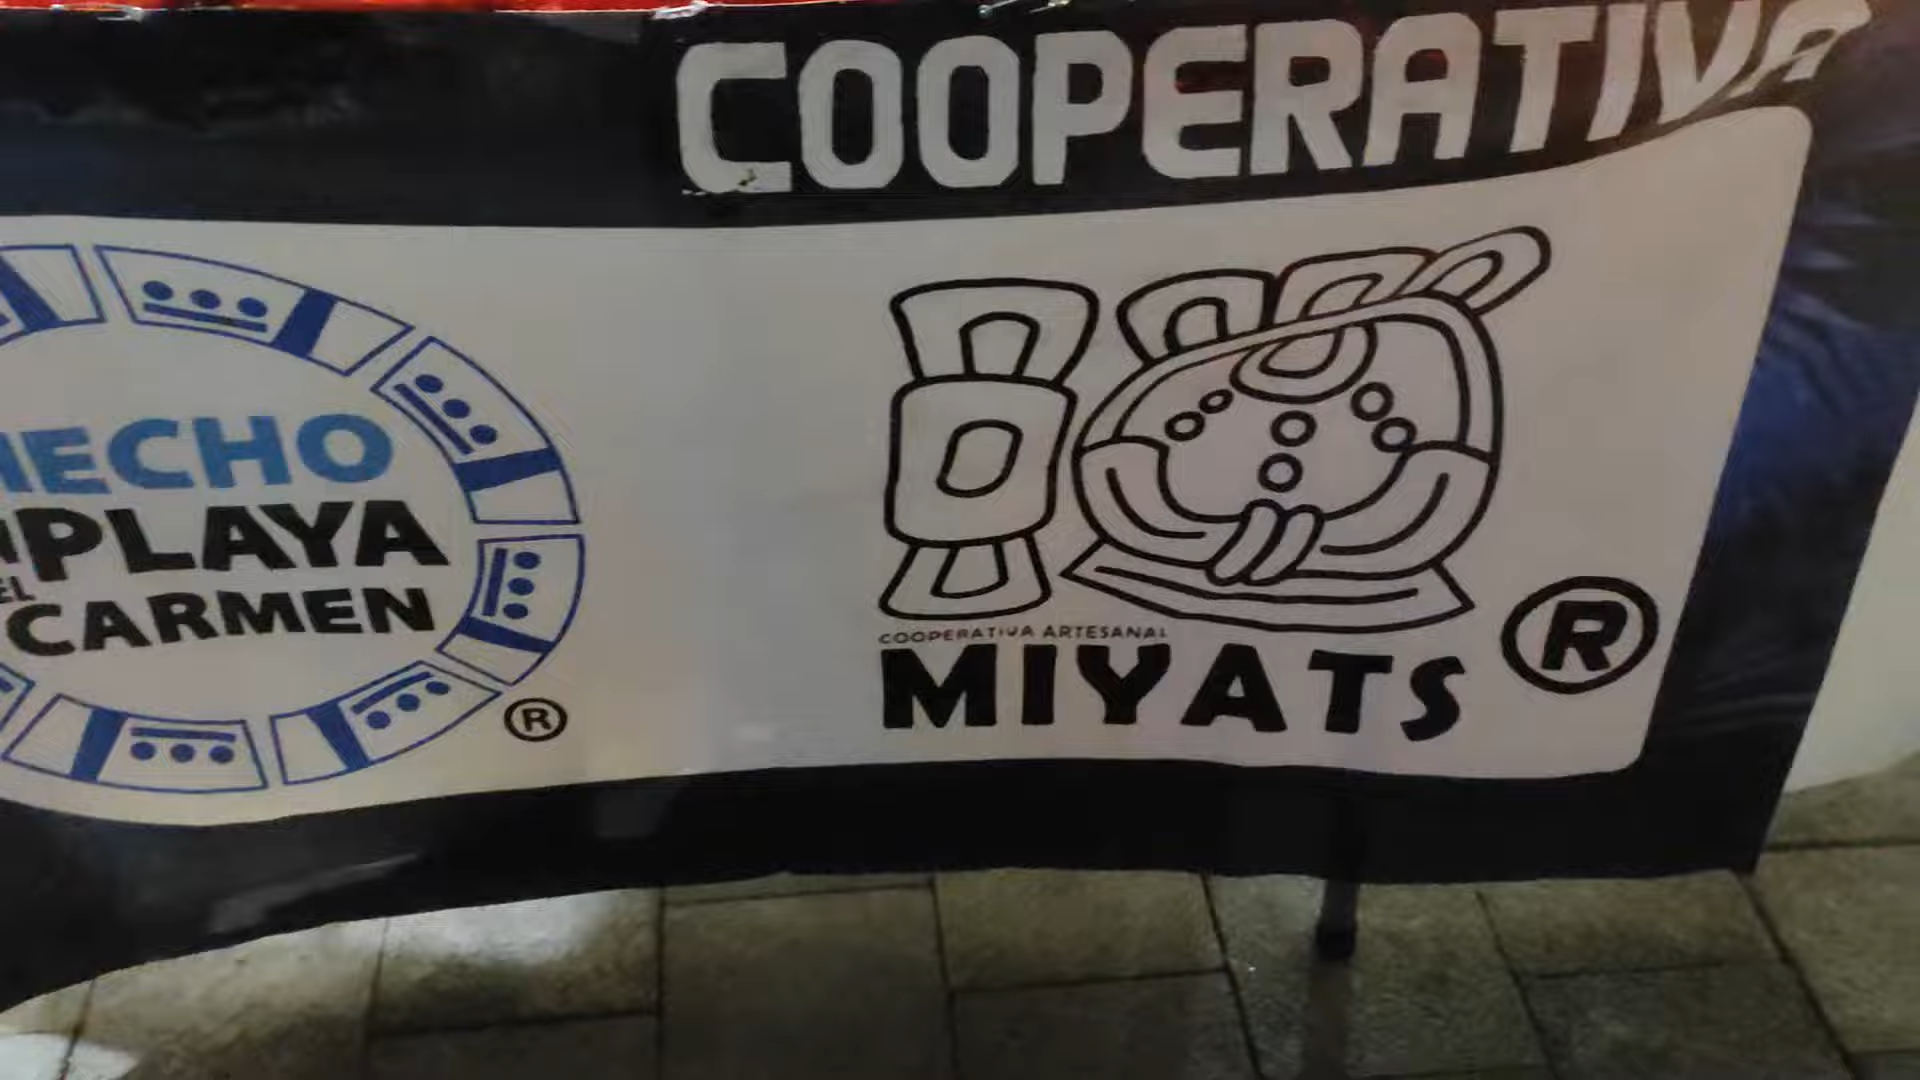 COOPERATIVA
HECHO
PLAYA
CARMEN
®
COOPERATIVA ARTESANAL
MIYATS
®